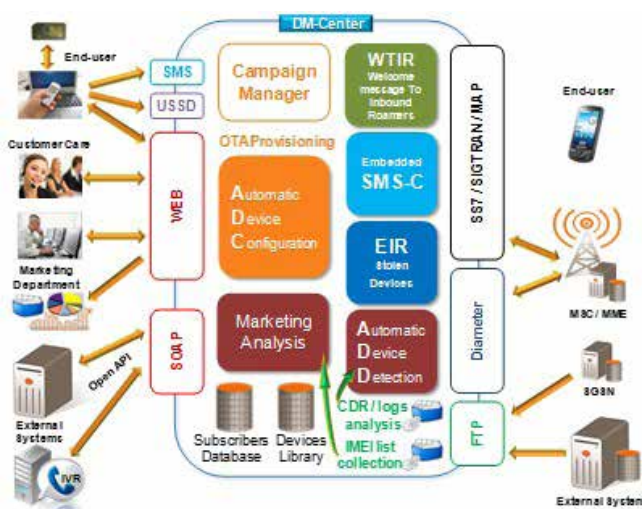 DM-Center
End-user
SMS
USSD
Campaign
Manager
WTIR
Welcome
message To
Inbound
Roamers
SS7 / SIGTRAN / MAP
End-user
Customer Care
WEB
OTAProvisioning
Automatic
Device
Configuration
Embedded
SMS-C
EIR
Stolen
Devices
Marketing
Department
MSC / MME
Diameter
SOAP
Marketing
Analysis
Automatic
Device
Detection
Open API
External
Systems
Subscribers
Database
Devices
Library
CDR / logs
analysis
IMEI list
collection
FTP
SGSN
IVR
External System